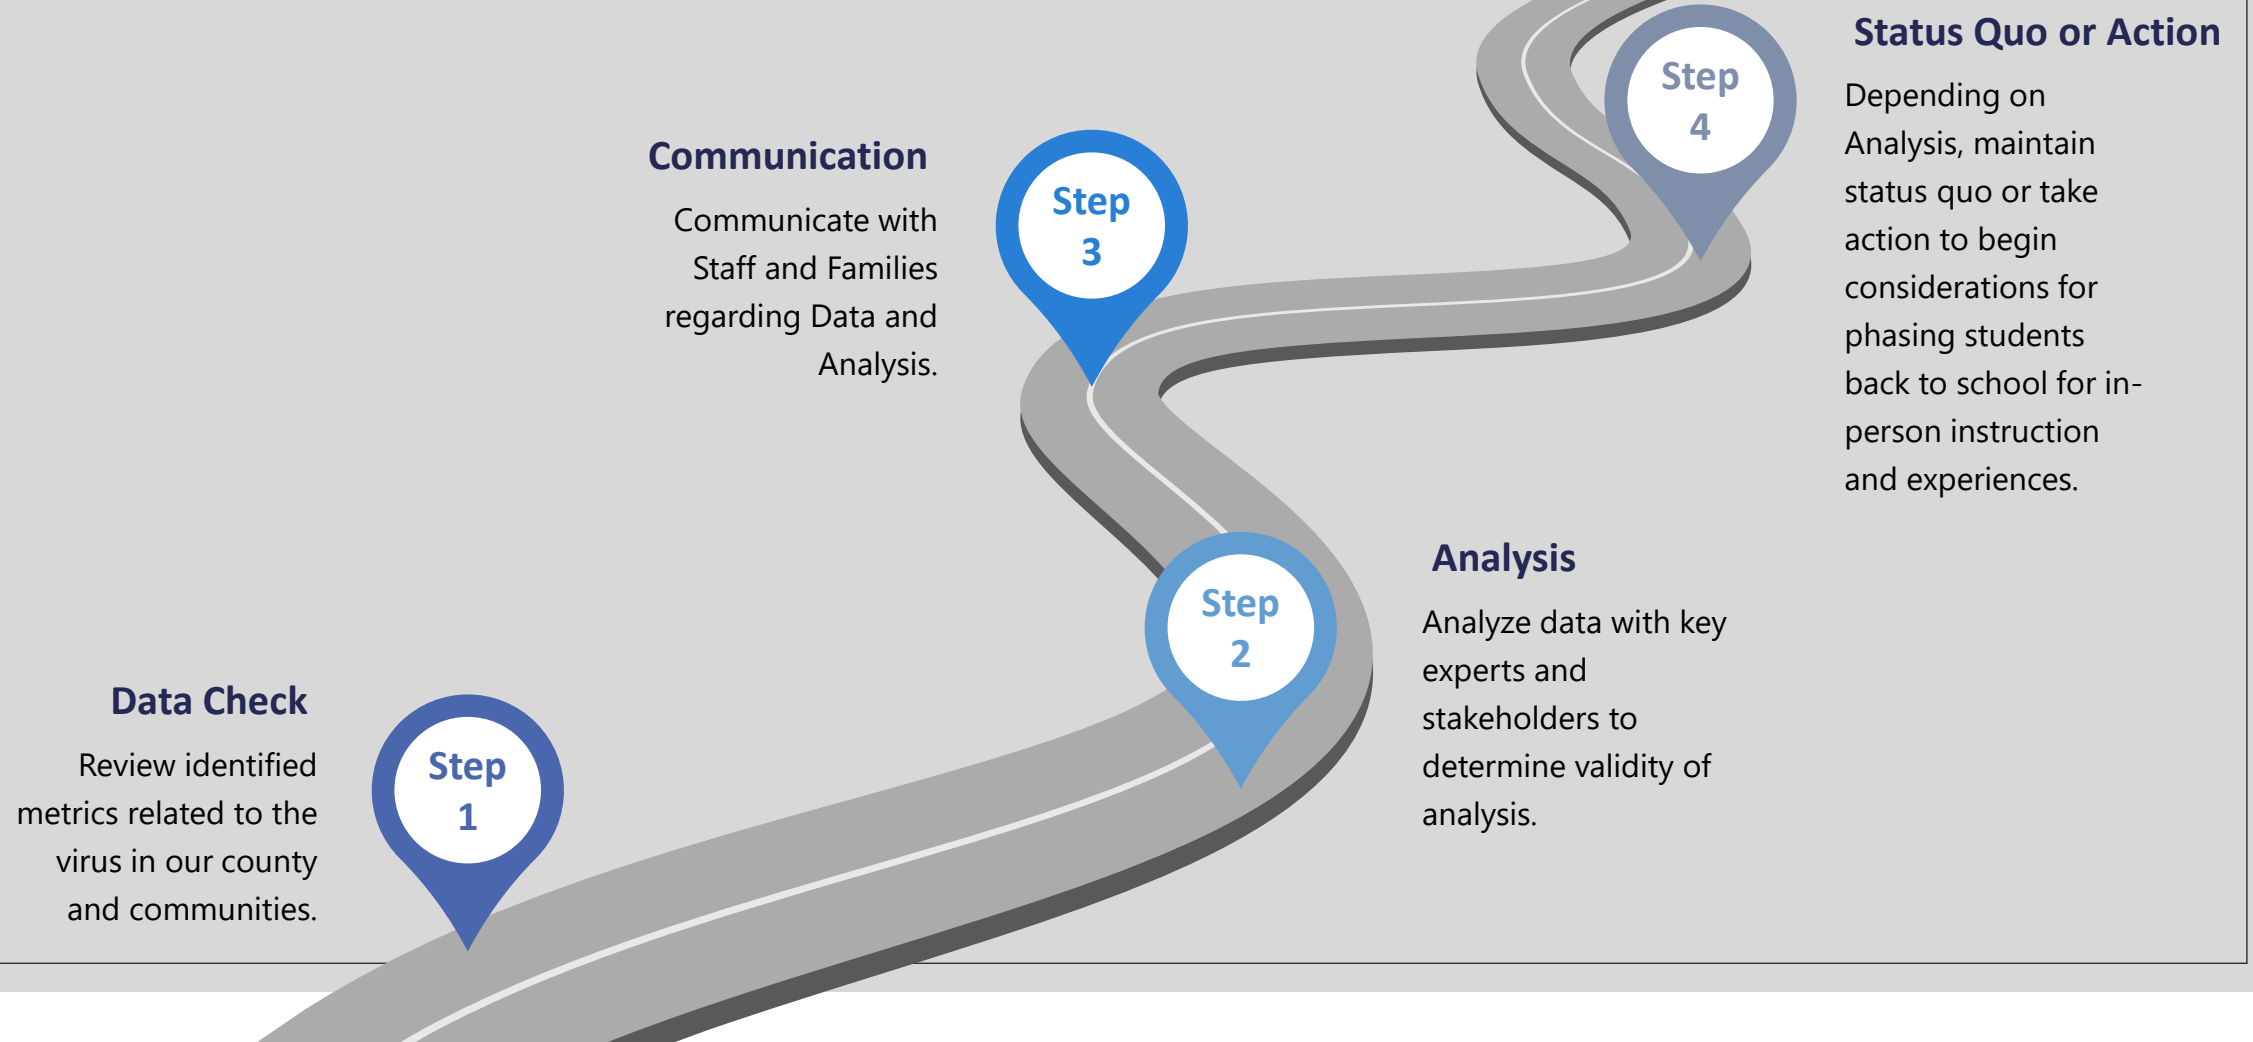 Data Check
Review identified
metrics related to the
virus in our county
and communities.
Step
1
Analysis
Analyze data with key
experts and
stakeholders to
determine validity of
analysis.
Step
2
Communication
Communicate with
Staff and Families
regarding Data and
Analysis.
Step
3
Status Quo or Action
Depending on
Analysis, maintain
status quo or take
action to begin
considerations for
phasing students
back to school for in-
person instruction
and experiences.
Step
4